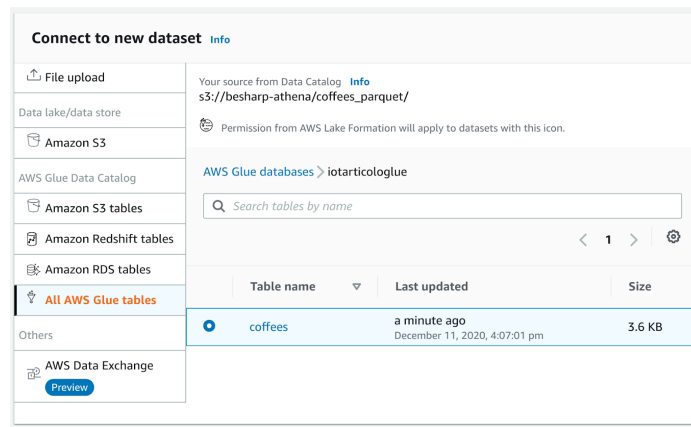 Connect to new dataset Info
File upload
Data lake/data store
Amazon S3
AWS Glue Data Catalog
Amazon S3 tables
Amazon Redshift tables
Amazon RDS tables
All AWS Glue tables
Others
AWS Data Exchange
Preview
Your source from Data Catalog Info
s3://besharp-athena/coffees_parquet/
Permission from AWS Lake Formation will apply to datasets with this icon.
AWS Glue databases > iotarticologlue
Search tables by name
< 1 >
Table name Last updated Size
coffees a minute ago 3.6 KB
December 11, 2020, 4:07:01 pm